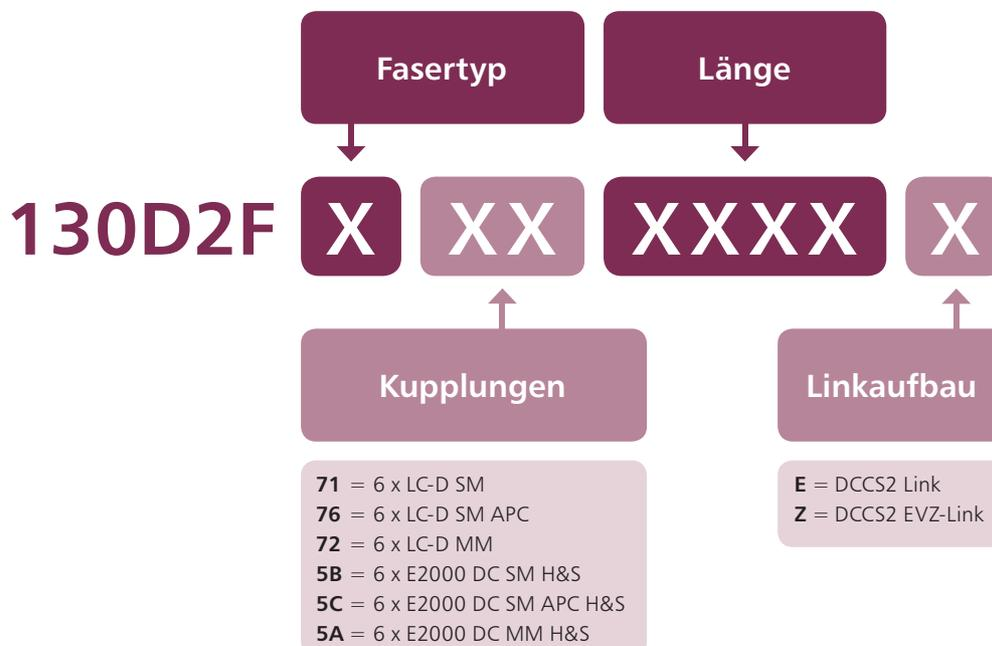 Fasertyp
Länge
130D2F X XX XXXX X
Kupplungen
Linkaufbau
71 = 6 x LC-D SM
76 = 6 x LC-D SM APC
72 = 6 x LC-D MM
5B = 6 x E2000 DC SM H&S
5C = 6 x E2000 DC SM APC H&S
5A = 6 x E2000 DC MM H&S
E = DCCS2 Link
Z = DCCS2 EVZ-Link